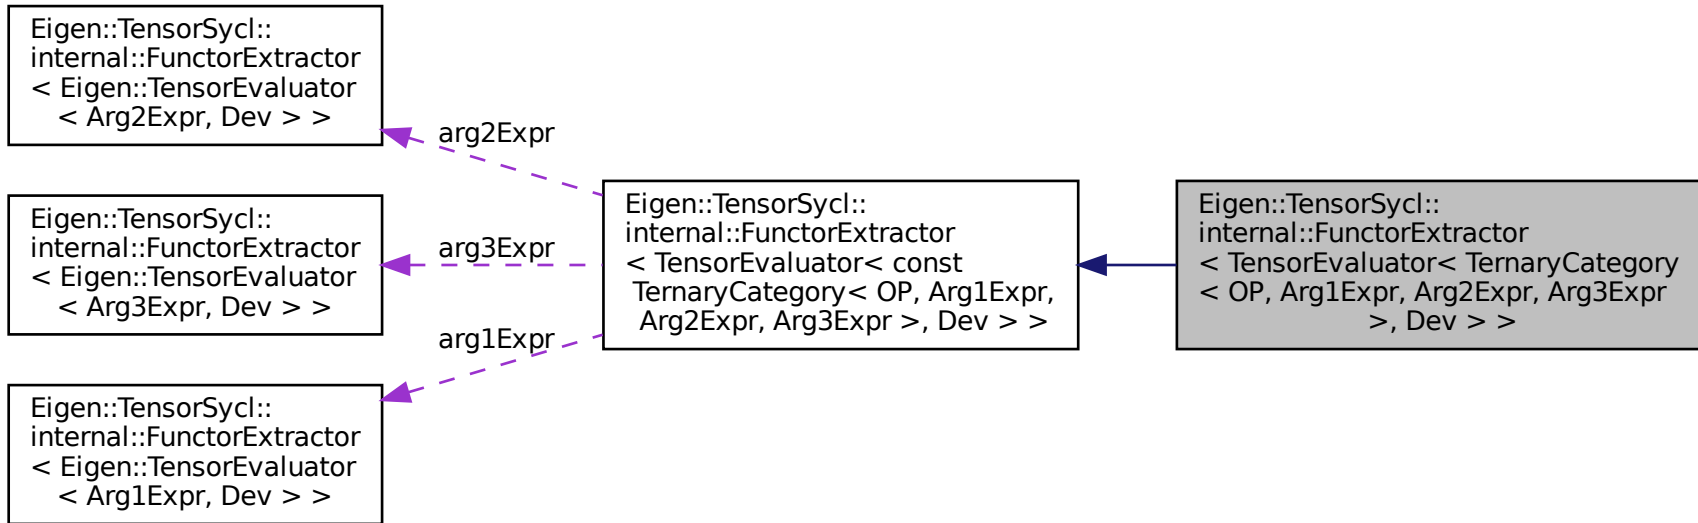 Eigen::TensorSycl::
internal::FunctorExtractor
< Eigen::TensorEvaluator
< Arg2Expr, Dev > >
arg2Expr
Eigen::TensorSycl::
internal::FunctorExtractor
< Eigen::TensorEvaluator
< Arg3Expr, Dev > >
arg3Expr
Eigen::TensorSycl::
internal::FunctorExtractor
< Eigen::TensorEvaluator
< Arg1Expr, Dev > >
arg1Expr
Eigen::TensorSycl::
internal::FunctorExtractor
< TensorEvaluator< const
TernaryCategory< OP, Arg1Expr,
Arg2Expr, Arg3Expr >, Dev > >
Eigen::TensorSycl::
internal::FunctorExtractor
< TensorEvaluator< TernaryCategory
< OP, Arg1Expr, Arg2Expr, Arg3Expr
>, Dev > >